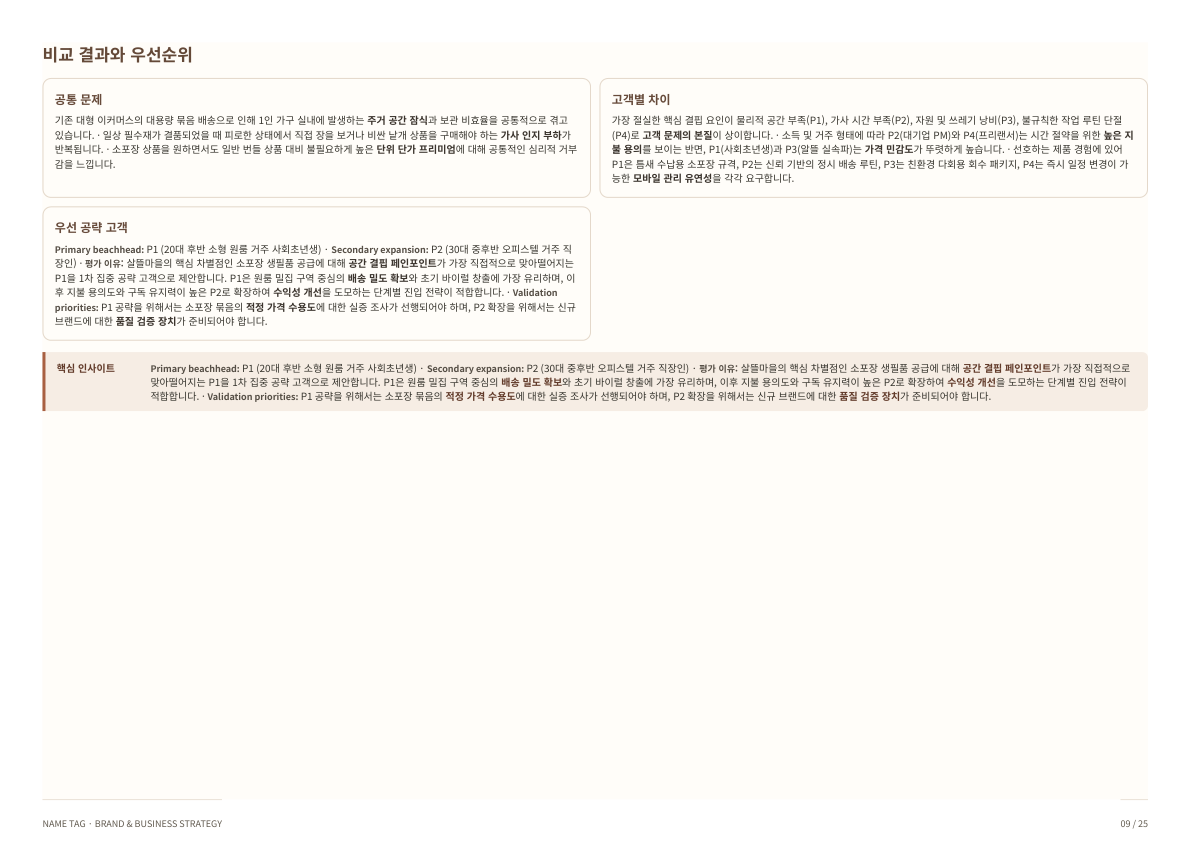 비교 결과와 우선순위
공통 문제
기존 대형 이커머스의 대용량 묶음 배송으로 인해 1인 가구 실내에 발생하는 주거 공간 잠식과 보관 비효율을 공통적으로 겪고
있습니다. · 일상 필수재가 결품되었을 때 피로한 상태에서 직접 장을 보거나 비싼 낱개 상품을 구매해야 하는 가사 인지 부하가
반복됩니다. · 소포장 상품을 원하면서도 일반 번들 상품 대비 불필요하게 높은 단위 단가 프리미엄에 대해 공통적인 심리적 거부
감을 느낍니다.
고객별 차이
가장 절실한 핵심 결핍 요인이 물리적 공간 부족(P1), 가사 시간 부족(P2), 자원 및 쓰레기 낭비(P3), 불규칙한 작업 루틴 단절
(P4)로 고객 문제의 본질이 상이합니다. · 소득 및 거주 형태에 따라 P2(대기업 PM)와 P4(프리랜서)는 시간 절약을 위한 높은 지
불 용의를 보이는 반면, P1(사회초년생)과 P3(알뜰 실속파)는 가격 민감도가 뚜렷하게 높습니다. · 선호하는 제품 경험에 있어
P1은 틈새 수납용 소포장 규격, P2는 신뢰 기반의 정시 배송 루틴, P3는 친환경 다회용 회수 패키지, P4는 즉시 일정 변경이 가
능한 모바일 관리 유연성을 각각 요구합니다.
우선 공략 고객
Primary beachhead: P1 (20대 후반 소형 원룸 거주 사회초년생) · Secondary expansion: P2 (30대 중후반 오피스텔 거주 직
장인) · 평가 이유: 살뜰마을의 핵심 차별점인 소포장 생필품 공급에 대해 공간 결핍 페인포인트가 가장 직접적으로 맞아떨어지는
P1을 1차 집중 공략 고객으로 제안합니다. P1은 원룸 밀집 구역 중심의 배송 밀도 확보와 초기 바이럴 창출에 가장 유리하며, 이
후 지불 용의도와 구독 유지력이 높은 P2로 확장하여 수익성 개선을 도모하는 단계별 진입 전략이 적합합니다. · Validation
priorities: P1 공략을 위해서는 소포장 묶음의 적정 가격 수용도에 대한 실증 조사가 선행되어야 하며, P2 확장을 위해서는 신규
브랜드에 대한 품질 검증 장치가 준비되어야 합니다.
핵심 인사이트
Primary beachhead: P1 (20대 후반 소형 원룸 거주 사회초년생) · Secondary expansion: P2 (30대 중후반 오피스텔 거주 직장인) · 평가 이유: 살뜰마을의 핵심 차별점인 소포장 생필품 공급에 대해 공간 결핍 페인포인트가 가장 직접적으로
맞아떨어지는 P1을 1차 집중 공략 고객으로 제안합니다. P1은 원룸 밀집 구역 중심의 배송 밀도 확보와 초기 바이럴 창출에 가장 유리하며, 이후 지불 용의도와 구독 유지력이 높은 P2로 확장하여 수익성 개선을 도모하는 단계별 진입 전략이
적합합니다. · Validation priorities: P1 공략을 위해서는 소포장 묶음의 적정 가격 수용도에 대한 실증 조사가 선행되어야 하며, P2 확장을 위해서는 신규 브랜드에 대한 품질 검증 장치가 준비되어야 합니다.
NAME TAG · BRAND & BUSINESS STRATEGY
09 / 25